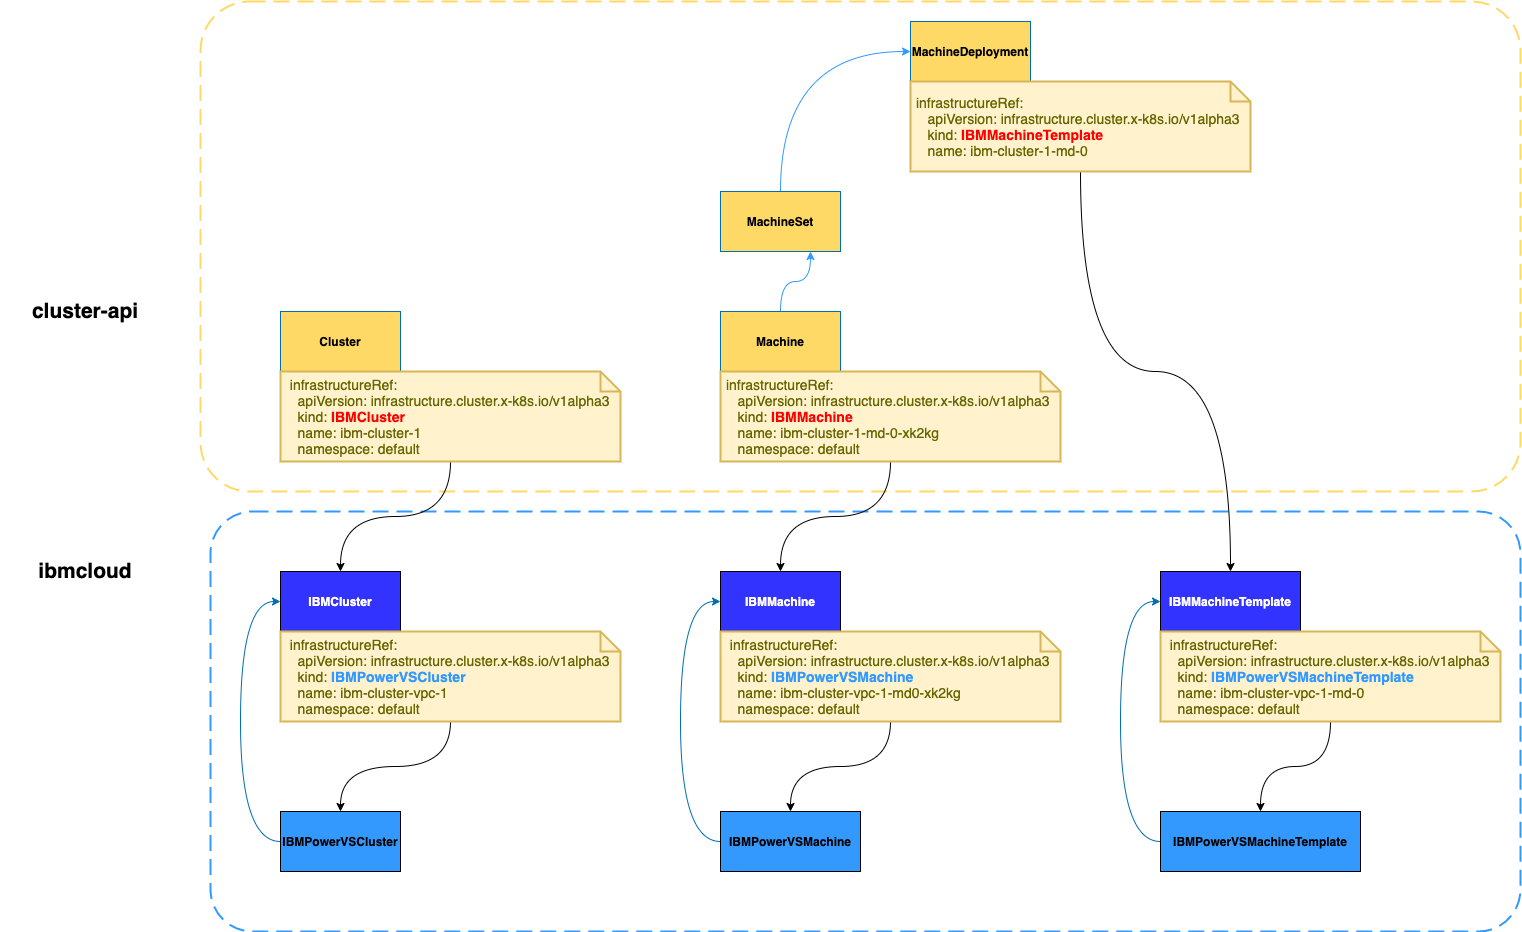 MachineDeployment
infrastructureRef:
apiVersion: infrastructure.cluster.x-k8s.io/v1alpha3
kind: IBMMachineTemplate
name: ibm-cluster-1-md-0
MachineSet
cluster-api
Cluster
infrastructureRef:
apiVersion: infrastructure.cluster.x-k8s.io/v1alpha3
kind: IBMCluster
name: ibm-cluster-1
namespace: default
Machine
infrastructureRef:
apiVersion: infrastructure.cluster.x-k8s.io/v1alpha3
kind: IBMMachine
name: ibm-cluster-1-md-0-xk2kg
namespace: default
ibmcloud
IBMCluster
infrastructureRef:
apiVersion: infrastructure.cluster.x-k8s.io/v1alpha3
kind: IBMPowerVSCluster
name: ibm-cluster-vpc-1
namespace: default
IBMMachine
infrastructureRef:
apiVersion: infrastructure.cluster.x-k8s.io/v1alpha3
kind: IBMPowerVSMachine
name: ibm-cluster-vpc-1-md0-xk2kg
namespace: default
IBMMachineTemplate
infrastructureRef:
apiVersion: infrastructure.cluster.x-k8s.io/v1alpha3
kind: IBMPowerVSMachineTemplate
name: ibm-cluster-vpc-1-md-0
namespace: default
IBMPowerVSCluster
IBMPowerVSMachine
IBMPowerVSMachineTemplate